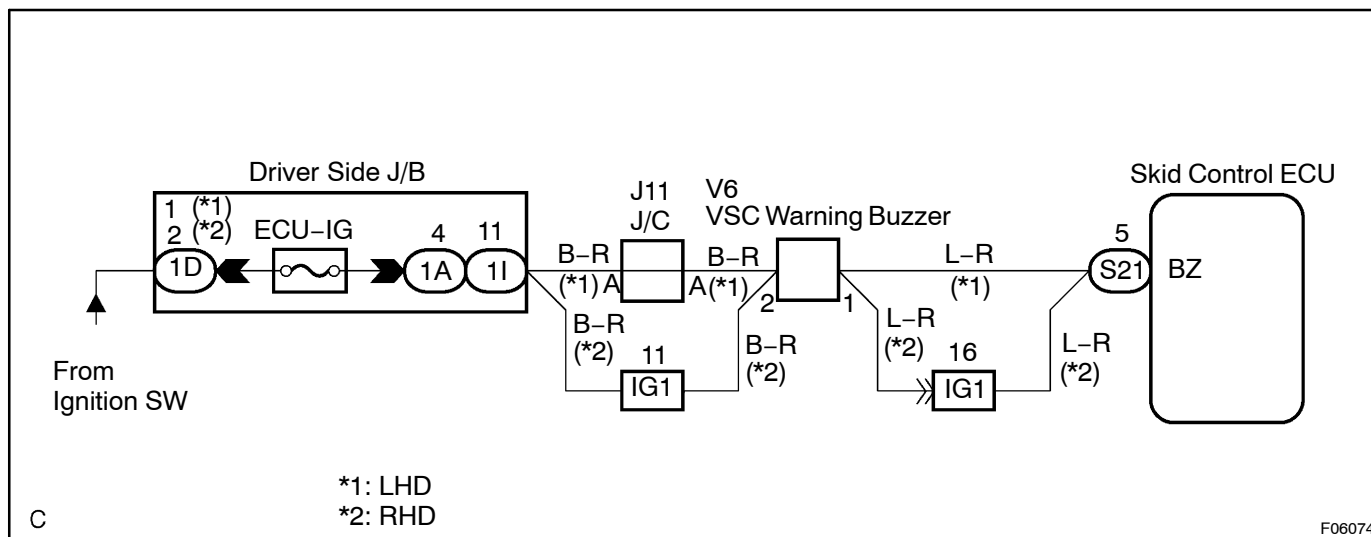 Driver Side J/B
1 (*1)
2 (*2)
ECU-IG
1D
4
1A
11
1I
From
Ignition SW
B-R
(*1)
A
J11
J/C
B-R
A(*1)
B-R
(*2)
11
IG1
B-R
(*2)
V6
VSC Warning Buzzer
2
1
L-R
(*1)
L-R
(*2)
16
IG1
L-R
(*2)
Skid Control ECU
5
S21
BZ
*1: LHD
*2: RHD
C
F06074